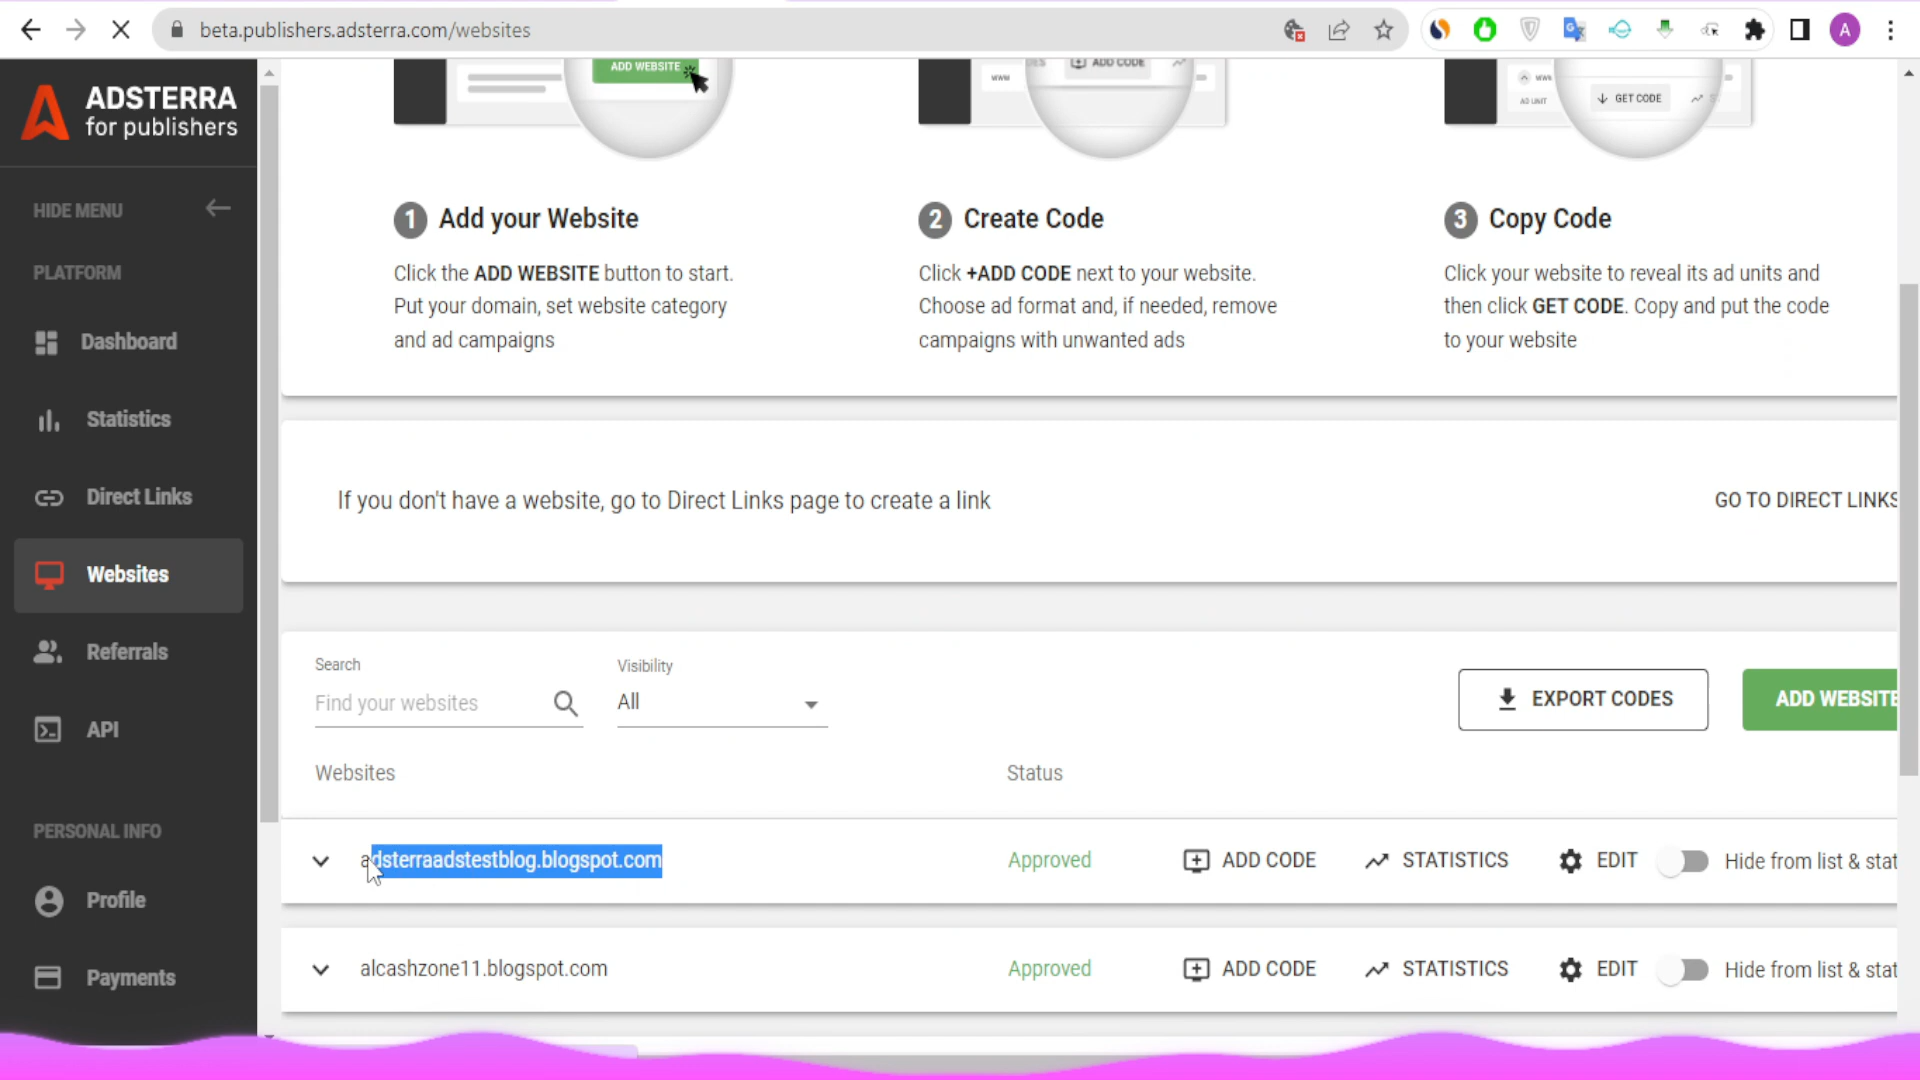 beta.publishers.adsterra.com/websites
A
ADSTERRA
for publishers
HIDE MENU
PLATFORM
Dashboard
Statistics
Direct Links
Websites
Referrals
API
PERSONAL INFO
Profile
Payments
ADD WEBSITE
WWW
ADD CODE
WWW
AD UNIT
GET CODE
1 Add your Website
Click the ADD WEBSITE button to start.
Put your domain, set website category
and ad campaigns
2 Create Code
Click +ADD CODE next to your website.
Choose ad format and, if needed, remove
campaigns with unwanted ads
3 Copy Code
Click your website to reveal its ad units and
then click GET CODE. Copy and put the code
to your website
If you don't have a website, go to Direct Links page to create a link
GO TO DIRECT LINKS
Search
Find your websites
Visibility
All
EXPORT CODES
ADD WEBSITE
Websites Status
adsterraadstestblog.blogspot.com Approved ADD CODE STATISTICS EDIT Hide from list & stat
alcashzone11.blogspot.com Approved ADD CODE STATISTICS EDIT Hide from list & stat